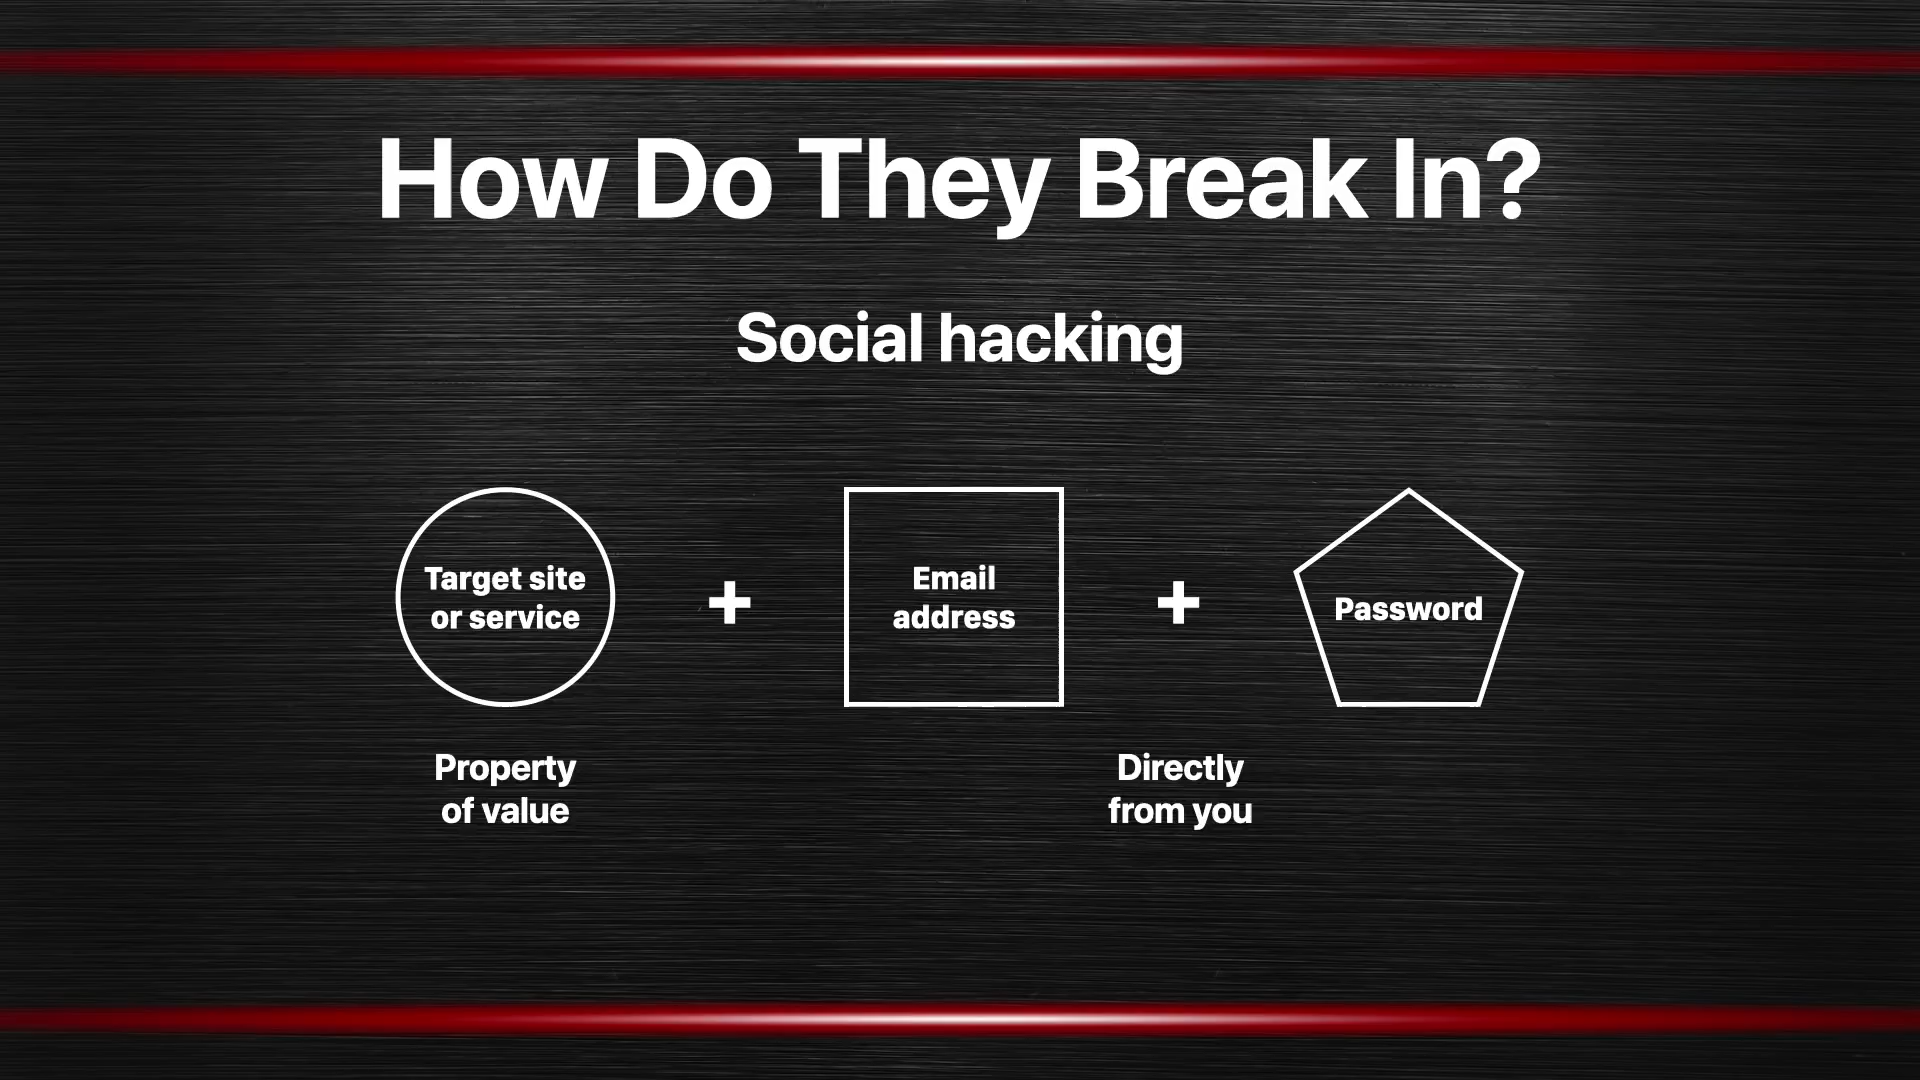 How Do They Break In?
Social hacking
Target site
or service
+
Email
address
+
Password
Property
of value
Directly
from you